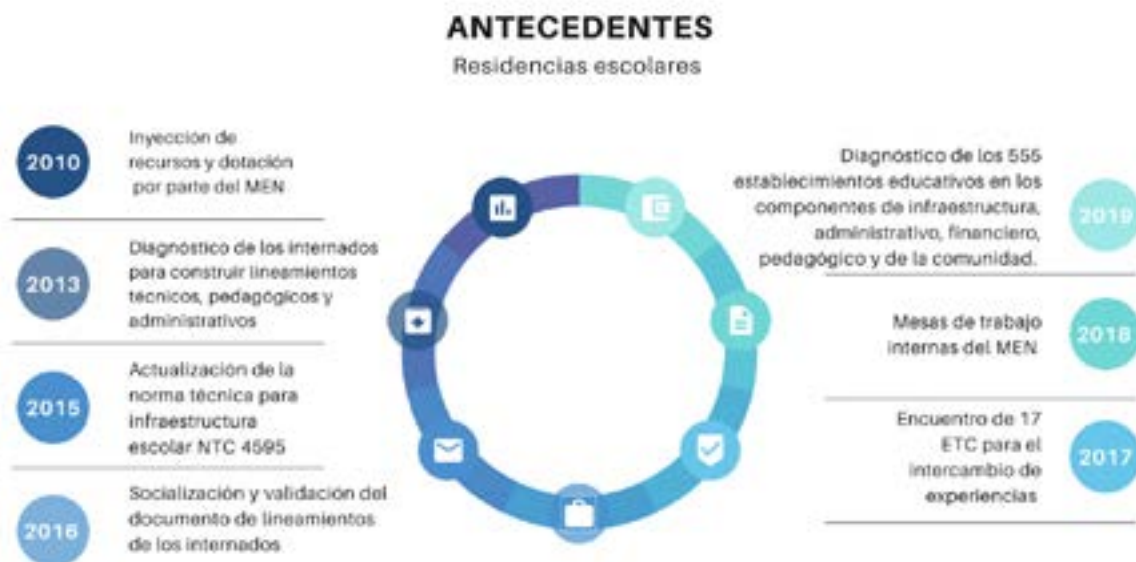 ANTECEDENTES
Residencias escolares
2010
Inyección de
recursos y dotación
por parte del MEN
2013
Diagnóstico de los internados
para construir lineamientos
técnicos, pedagógicos y
administrativos
2015
Actualización de la
norma técnica para
infraestructura
escolar NTC 4595
2016
Socialización y validación del
documento de lineamientos
de los internados
2017
Encuentro de 17
ETC para el
intercambio de
experiencias
2018
Mesas de trabajo
internas del MEN
2019
Diagnóstico de los 555
establecimientos educativos en los
componentes de infraestructura,
administrativo, financiero,
pedagógico y de la comunidad.